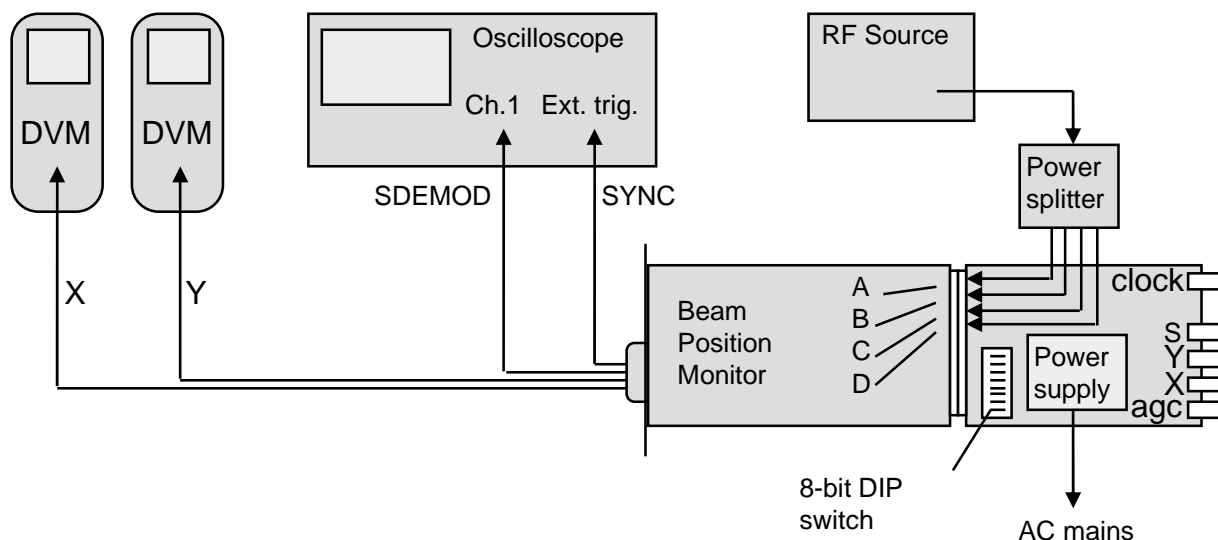 Oscilloscope
RF Source
Ch.1 Ext. trig.
DVM
DVM
Power
splitter
SDEMOD
SYNC
X
Y
clock
A
B
C
D
Beam
Position
Monitor
S
Y
X
agc
Power
supply
8-bit DIP
switch
AC mains